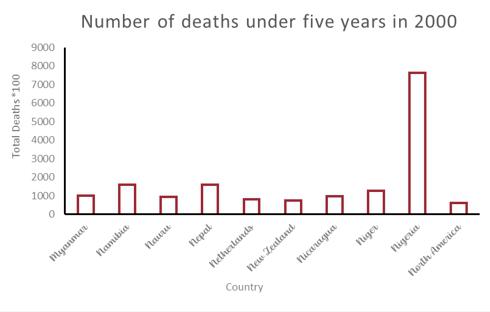 Number of deaths under five years in 2000
Total Deaths *100
9000
8000
7000
6000
5000
4000
3000
2000
1000
0
Myanmar
Namibia
Nauru
Nepal
Netherlands
New Zealand
Nicaragua
Niger
Nigeria
North America
Country